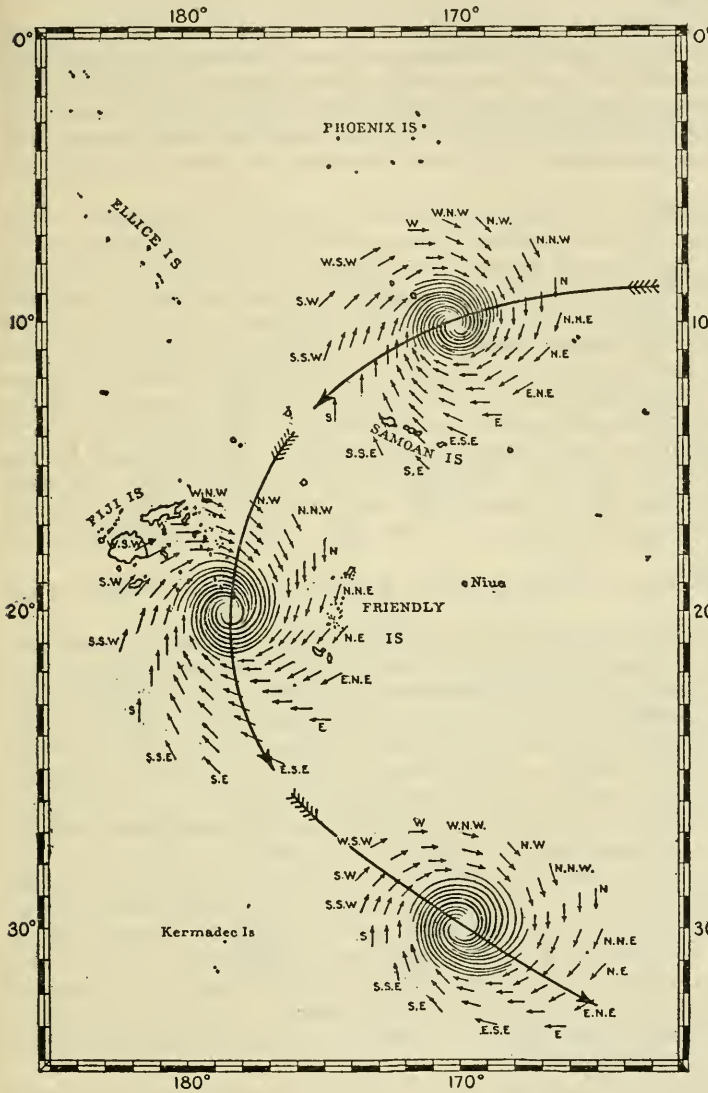 180° 170°
0° 0°
PHOENIX IS
ELLICE IS
W W.N.W N.W.
N.N.W
W.S.W
S.W N
10° 10°
N.N.E
S.S.W N.E
E.N.E
S E
SAMOAN IS
S.S.E E.S.E
S.E
FIJI IS
W.N.W N.W
N.N.W
W.S.W N
S.W
N.N.E Niue
20° FRIENDLY 20°
S.S.W N.E IS
E.N.E
S E
S.S.E E.S.E
S.E
W W.N.W.
W.S.W N.W
S.W N.N.W.
S.S.W N
Kermadec Is
30° 30°
S N.N.E
N.E
S.S.E
S.E E.N.E
E.S.E E
180° 170°